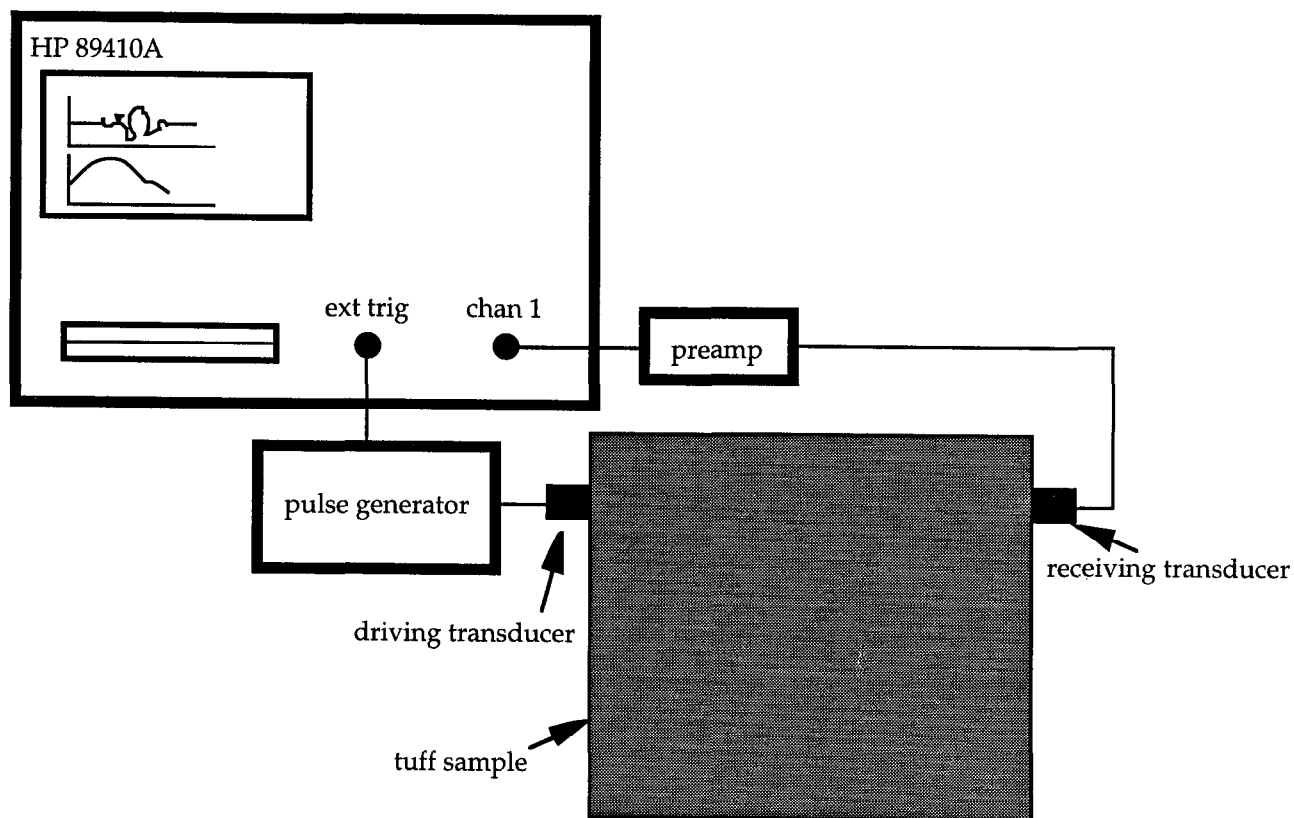 HP 89410A
ext trig
chan 1
preamp
pulse generator
receiving transducer
driving transducer
tuff sample